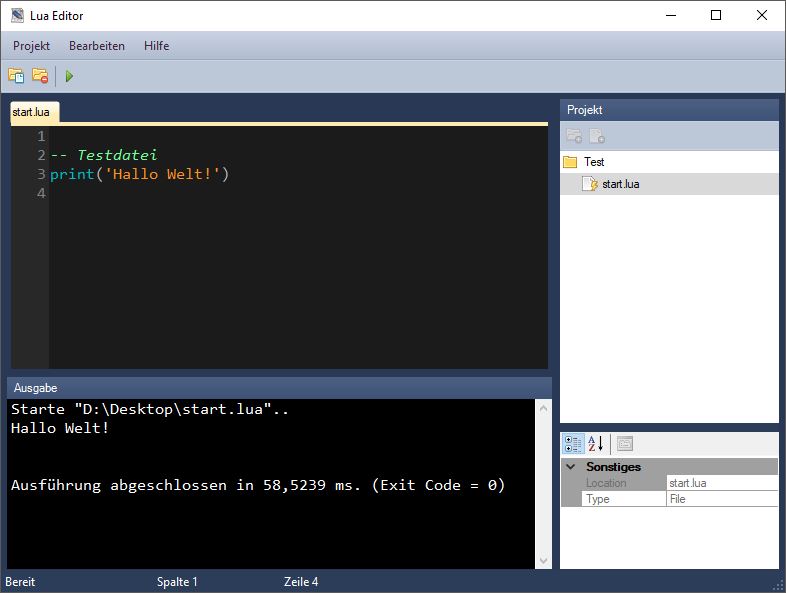 Lua Editor
Projekt Bearbeiten Hilfe
start.lua
1
2 -- Testdatei
3 print('Hallo Welt!')
4
Ausgabe
Starte "D:\Desktop\start.lua"..
Hallo Welt!
Ausführung abgeschlossen in 58,5239 ms. (Exit Code = 0)
Projekt
Test
start.lua
Sonstiges
Location start.lua
Type File
Bereit Spalte 1 Zeile 4